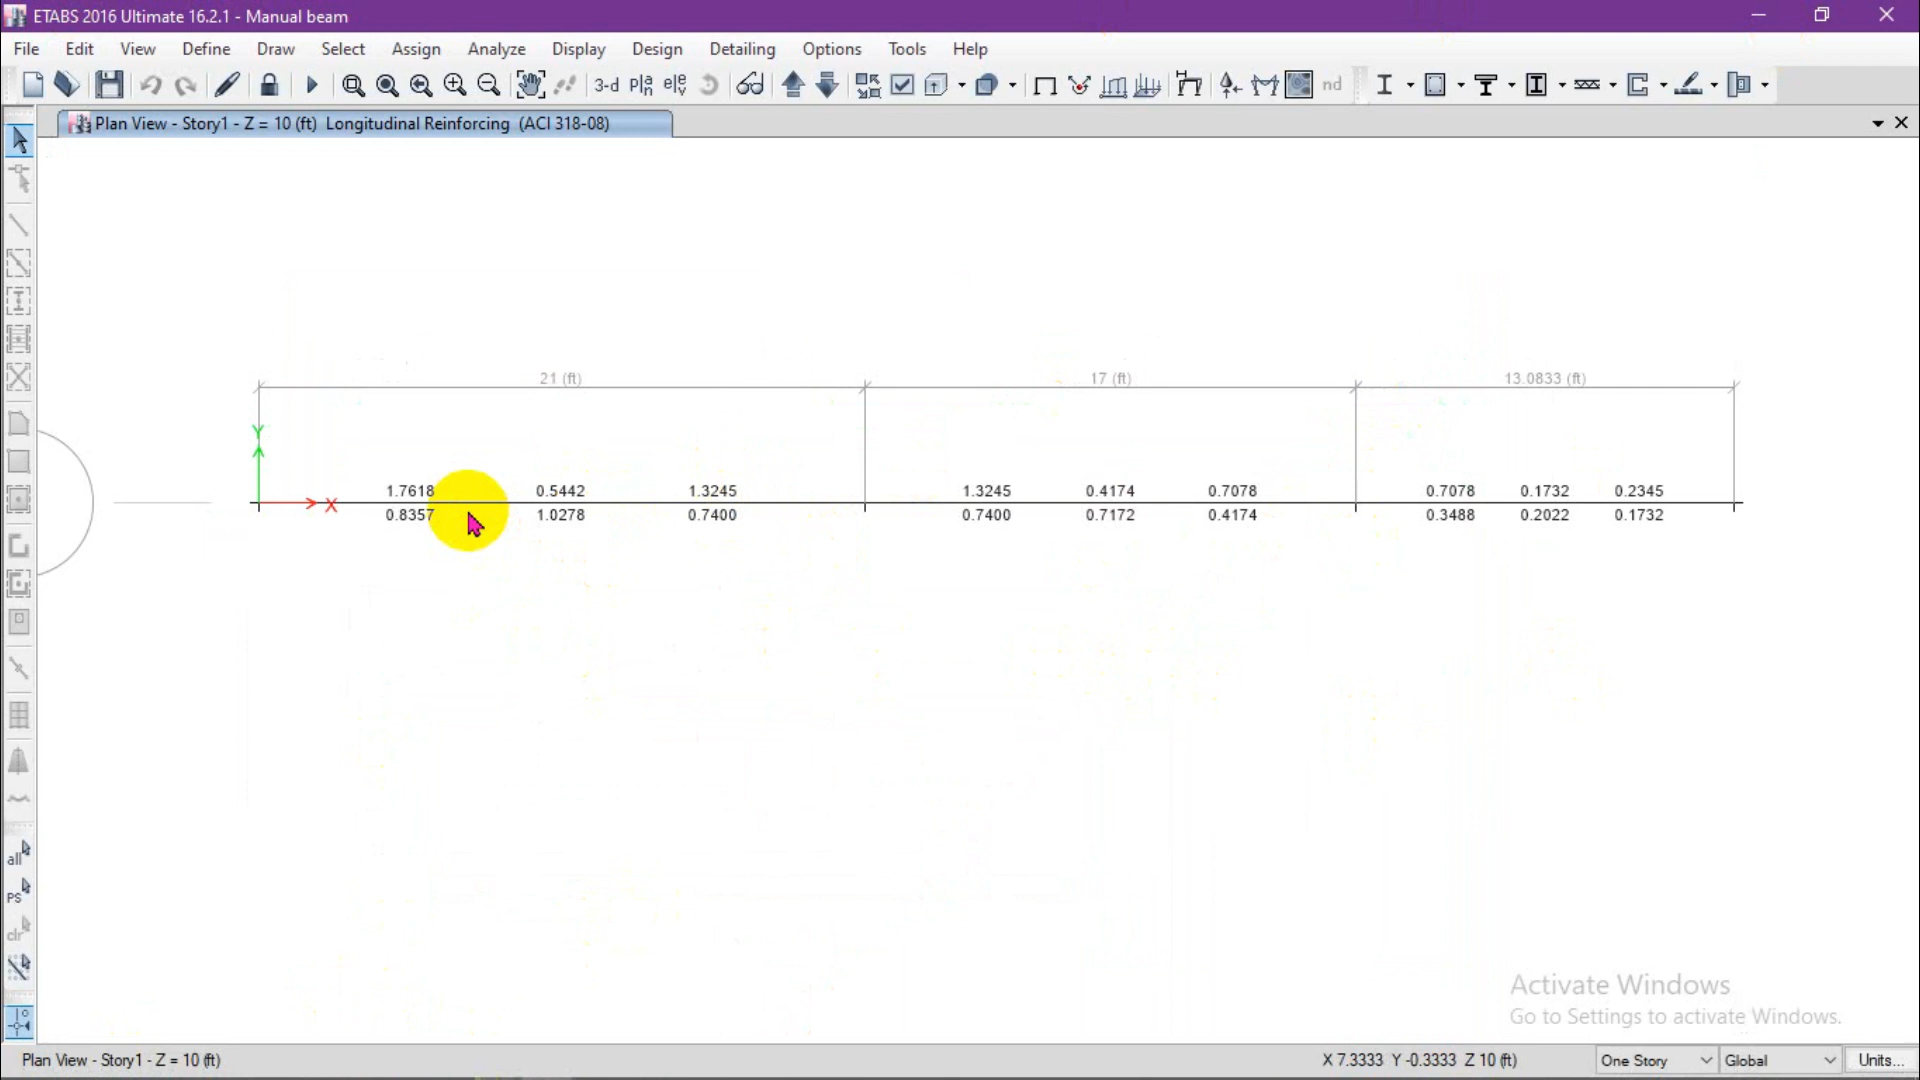 ETABS 2016 Ultimate 16.2.1 - Manual beam
File Edit View Define Draw Select Assign Analyze Display Design Detailing Options Tools Help
3-d pla n ele v nd
Plan View - Story1 - Z = 10 (ft) Longitudinal Reinforcing (ACI 318-08)
21 (ft) 17 (ft) 13.0833 (ft)
Y
1.7618 0.5442 1.3245 1.3245 0.4174 0.7078 0.7078 0.1732 0.2345
X
0.8357 1.0278 0.7400 0.7400 0.7172 0.4174 0.3488 0.2022 0.1732
all
ps
clr
Activate Windows
Go to Settings to activate Windows.
Plan View - Story1 - Z = 10 (ft) X 7.3333 Y -0.3333 Z 10 (ft) One Story Global Units...